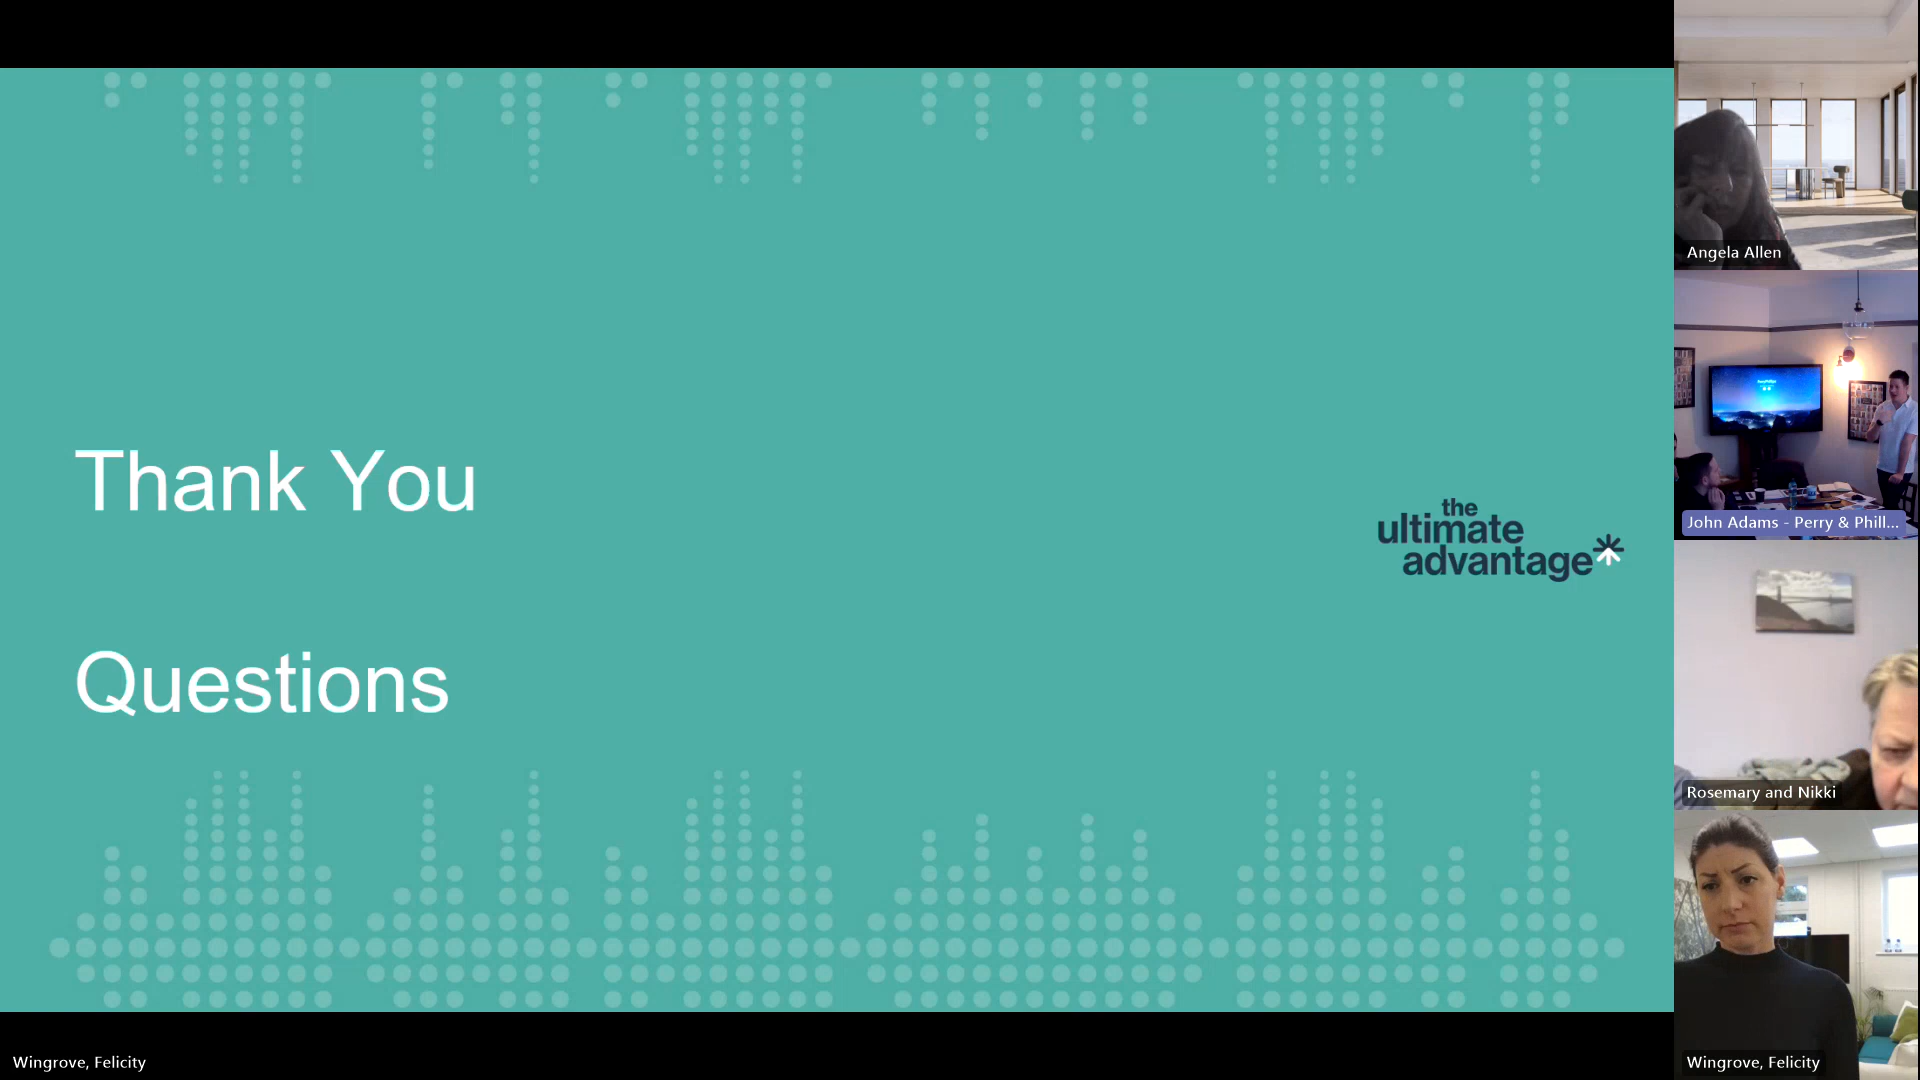 Thank You
Questions
the
ultimate
advantage
Angela Allen
John Adams - Perry & Phill...
Rosemary and Nikki
Wingrove, Felicity
Wingrove, Felicity